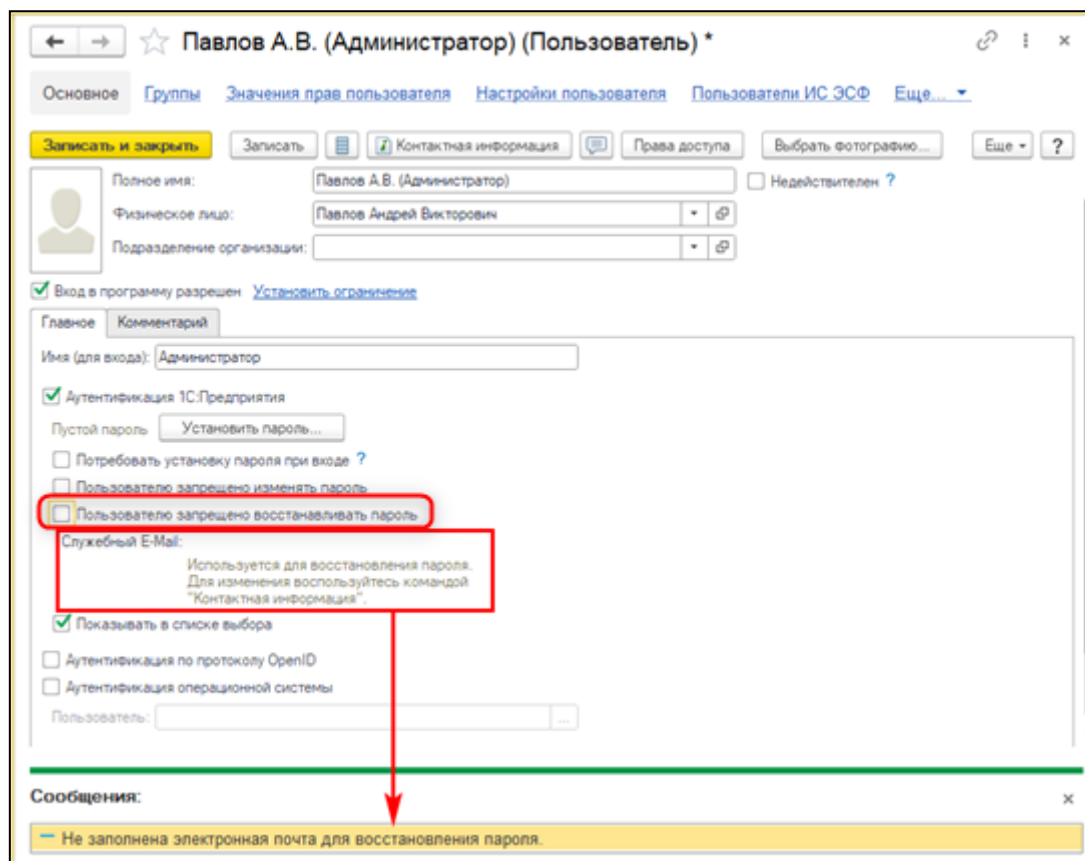 Павлов А.В. (Администратор) (Пользователь) *
Основное Группы Значения прав пользователя Настройки пользователя Пользователи ИС ЭСФ Еще...
Записать и закрыть Записать Контактная информация Права доступа Выбрать фотографию... Еще ?
Полное имя: Павлов А.В. (Администратор) Недействителен ?
Физическое лицо: Павлов Андрей Викторович
Подразделение организации:
Вход в программу разрешен Установить ограничение
Главное Комментарий
Имя (для входа): Администратор
Аутентификация 1С:Предприятия
Пустой пароль Установить пароль...
Потребовать установку пароля при входе ?
Пользователю запрещено изменять пароль
Пользователю запрещено восстанавливать пароль
Служебный E-Mail:
Используется для восстановления пароля.
Для изменения воспользуйтесь командой
"Контактная информация".
Показывать в списке выбора
Аутентификация по протоколу OpenID
Аутентификация операционной системы
Пользователь: ...
Сообщения:
Не заполнена электронная почта для восстановления пароля.